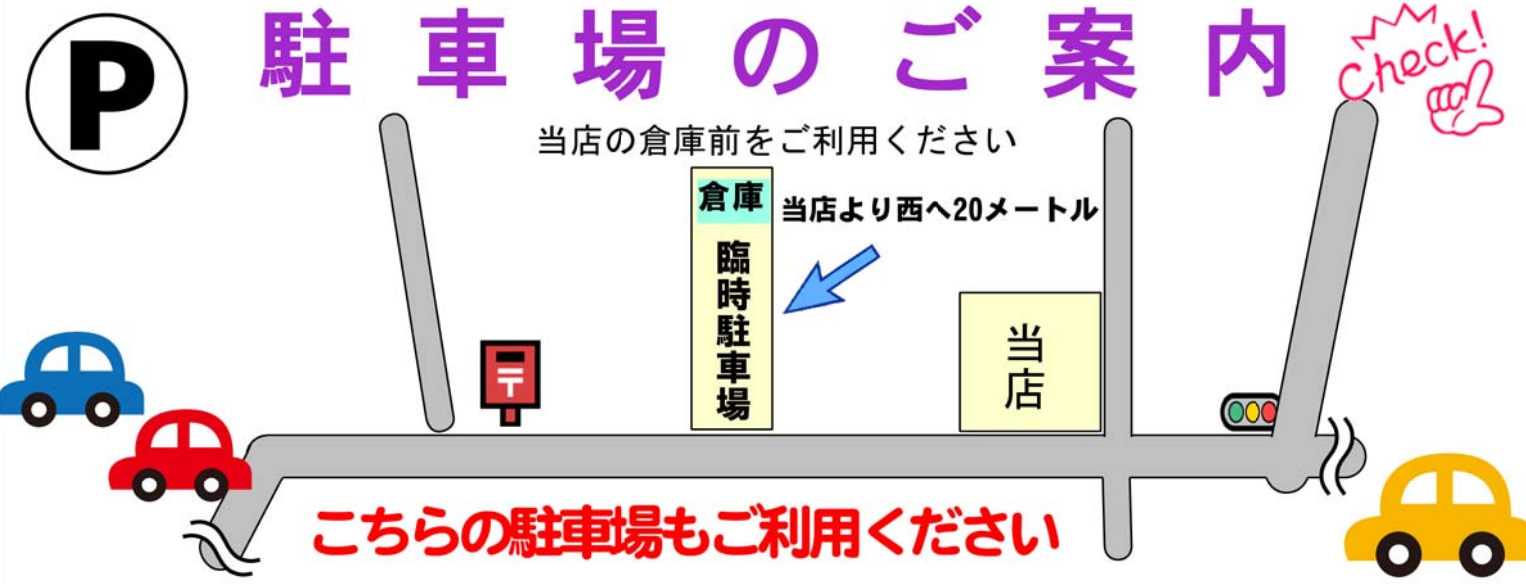 P
駐車場のご案内
Check!
当店の倉庫前をご利用ください
倉庫
当店より西へ20メートル
臨時駐車場
〒
当店
こちらの駐車場もご利用ください